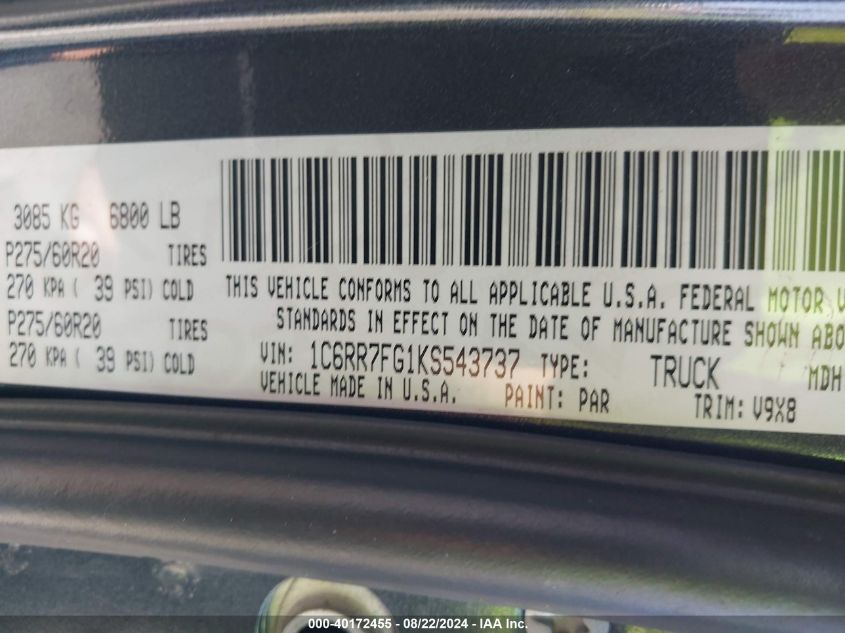 3085 KG 6800 LB
P275/60R20 TIRES
270 KPA ( 39 PSI) COLD
P275/60R20 TIRES
270 KPA ( 39 PSI) COLD
THIS VEHICLE CONFORMS TO ALL APPLICABLE U.S.A. FEDERAL MOTOR V
STANDARDS IN EFFECT ON THE DATE OF MANUFACTURE SHOWN ABO
VIN: 1C6RR7FG1KS543737 TYPE: TRUCK MDH
VEHICLE MADE IN U.S.A. PAINT: PAR TRIM: V9X8
000-40172455 - 08/22/2024 - IAA Inc.